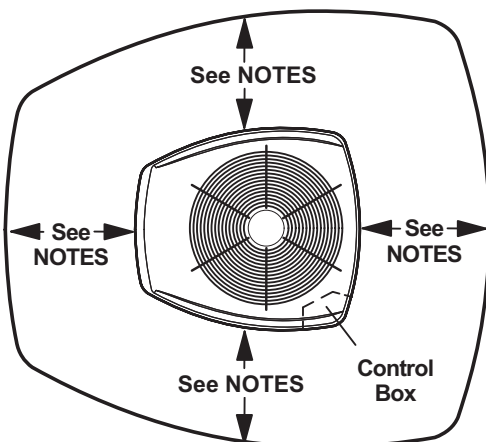 See NOTES
See
NOTES
See
NOTES
See NOTES
Control
Box